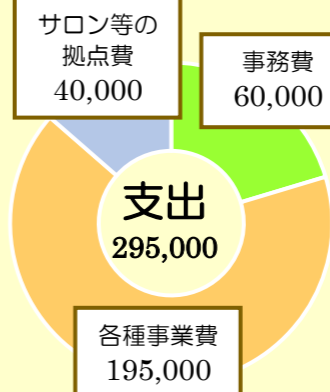 サロン等の
拠点費
40,000
事務費
60,000
支出
295,000
各種事業費
195,000